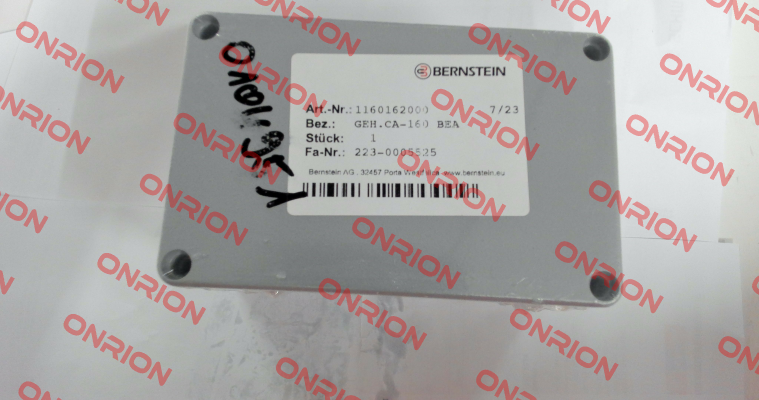 BERNSTEIN
Art.-Nr.: 1160162000 7/23
Bez.: GEH.CA-160 BEA
Stück: 1
Fa-Nr.: 223-0005525
Bernstein AG . 32457 Porta Westfalica -www.bernstein.eu
ONRION